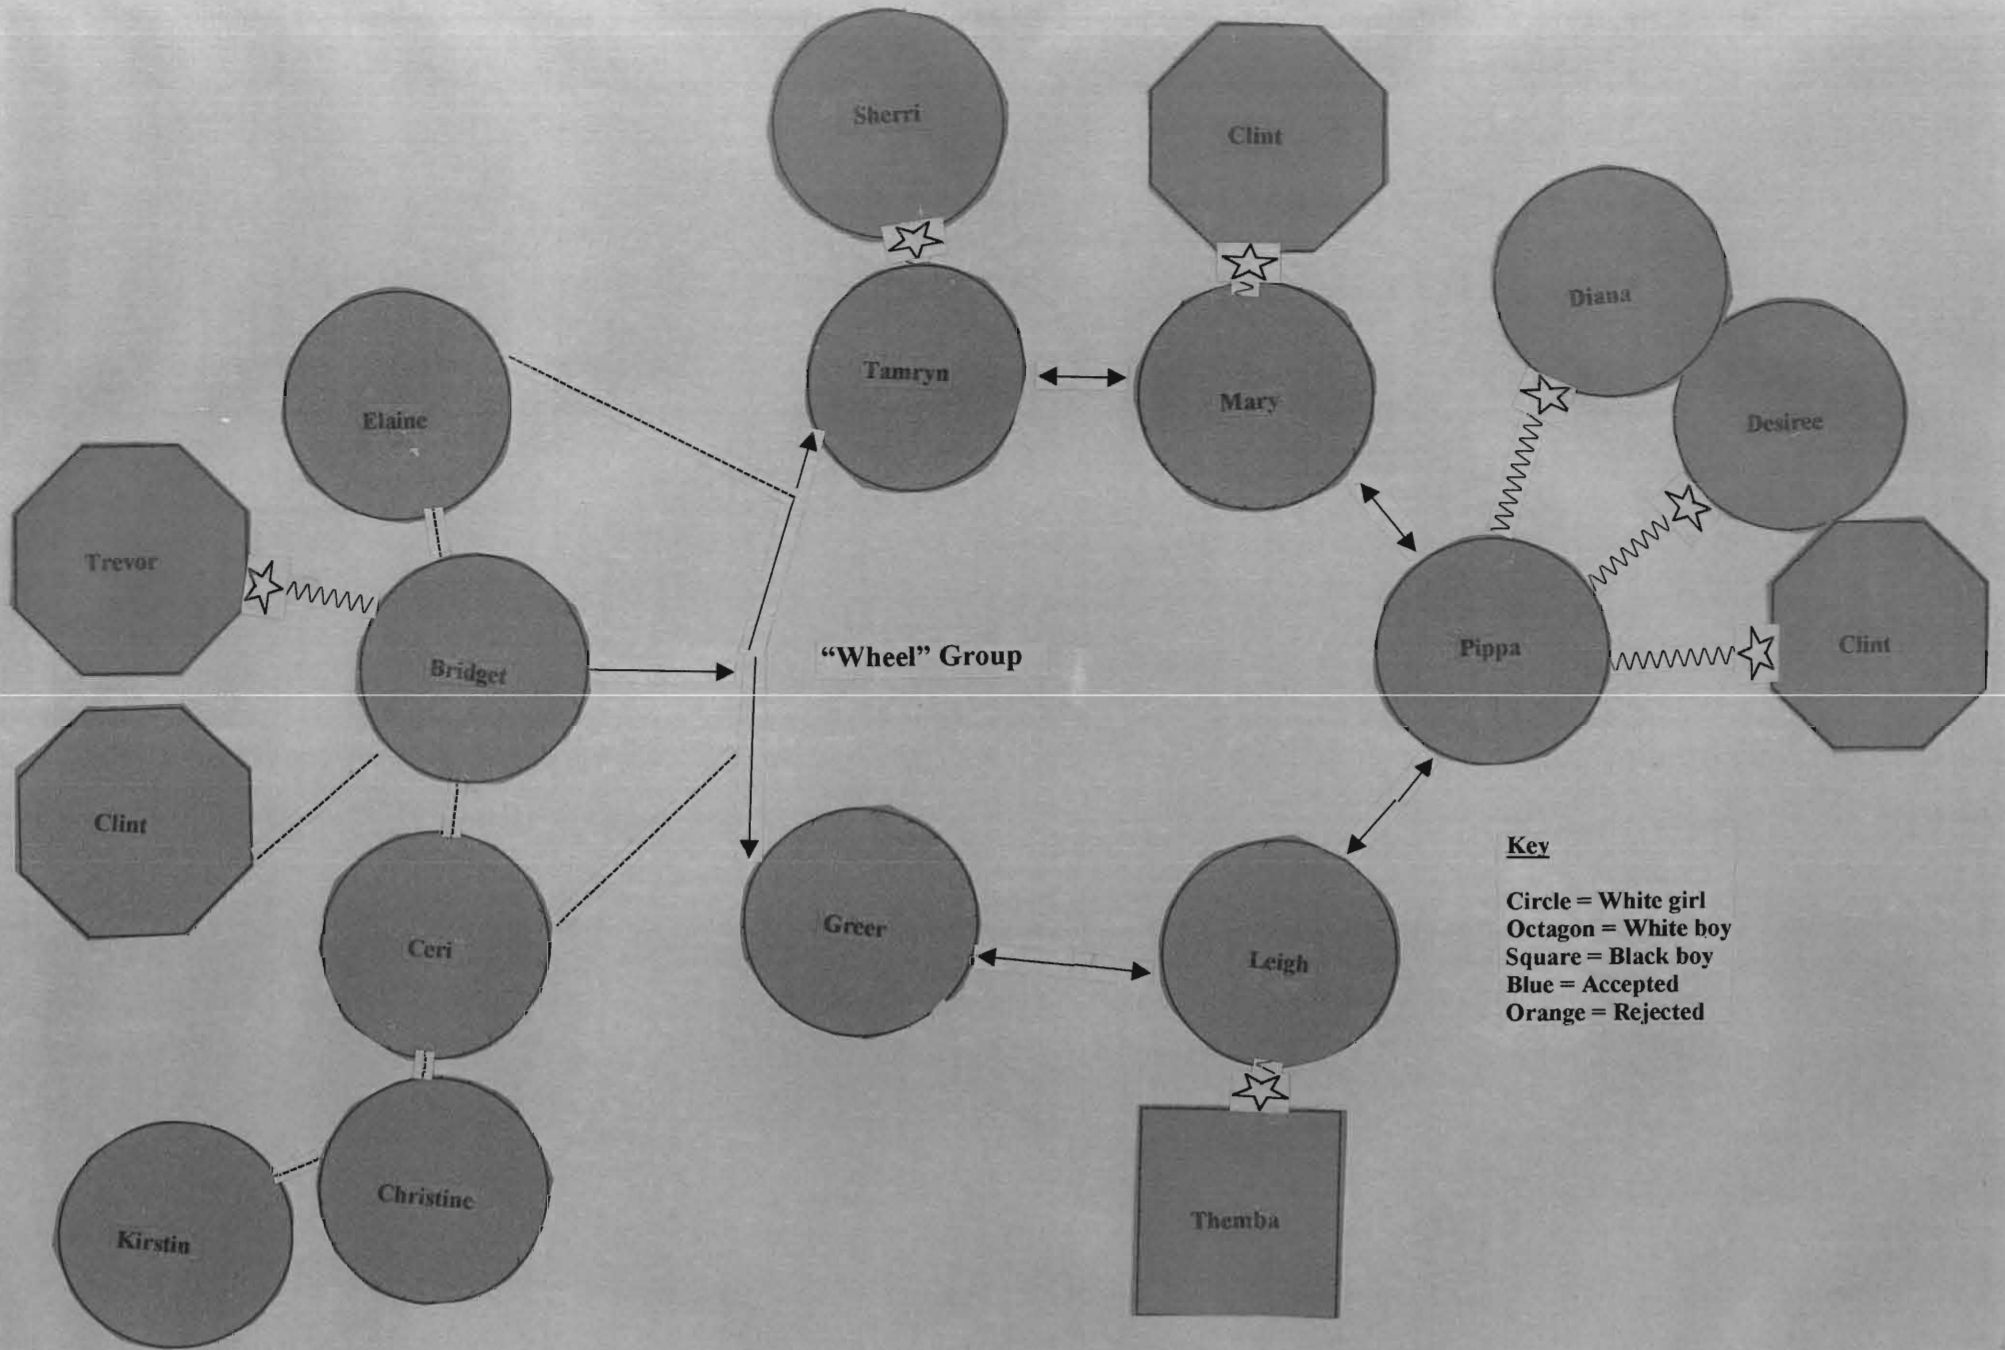 Sherri
Clint
Diana
Tamryn
Mary
Elaine
Desiree
Trevor
"Wheel" Group
Pippa
Clint
Bridget
Clint
Key
Circle = White girl
Octagon = White boy
Square = Black boy
Blue = Accepted
Orange = Rejected
Ceri
Greer
Leigh
Christine
Themba
Kirstin